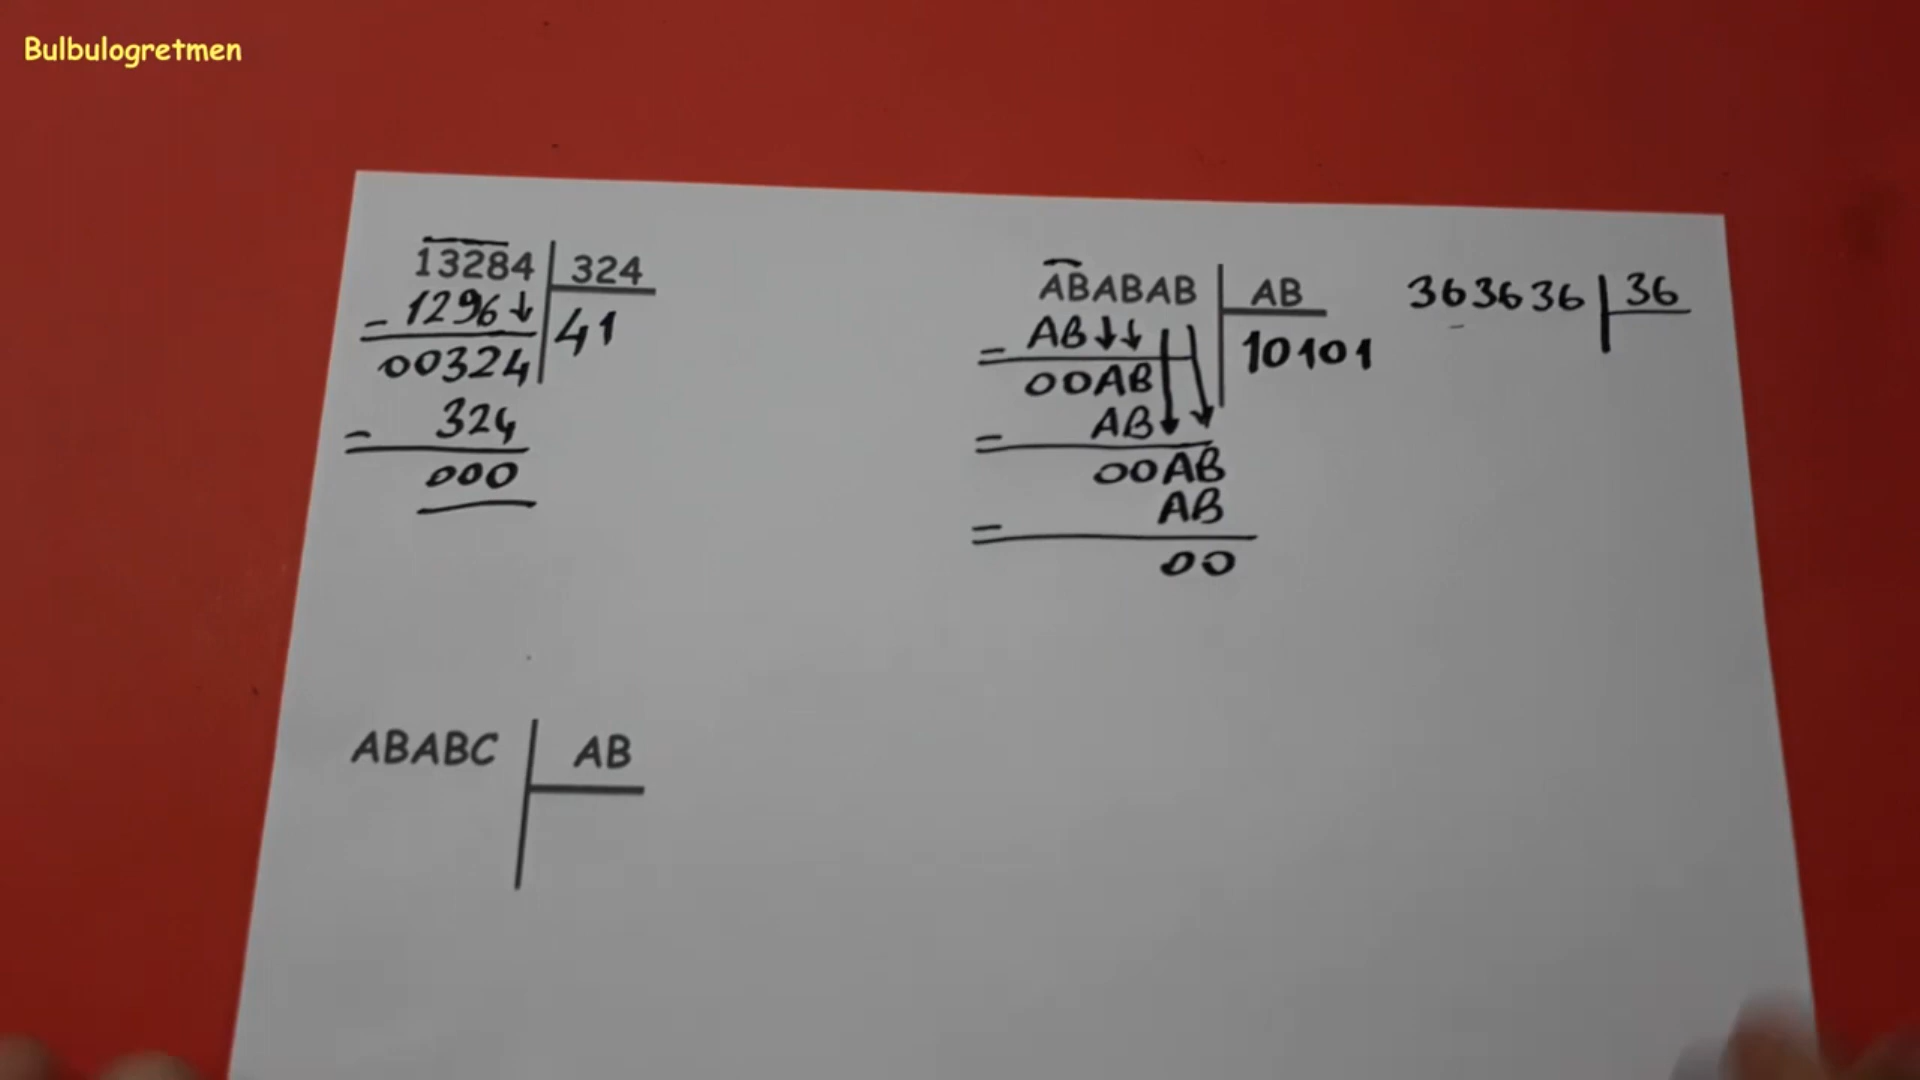 Bulbulogretmen
13284 324
- 1296 41
00324
- 324
000
ABABAB AB
- AB 10101
00AB
- AB
00AB
- AB
00
363636 36
ABABC AB